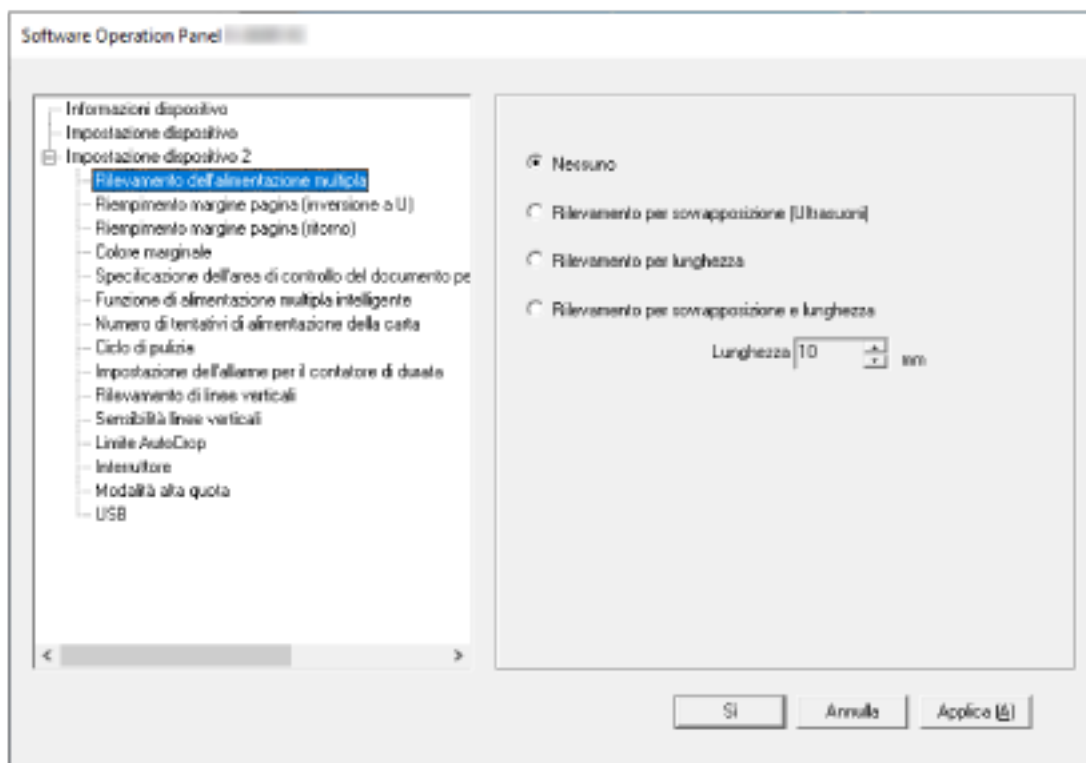 Software Operation Panel
Informazioni dispositivo
Impostazione dispositivo
Impostazione dispositivo 2
Rilevamento dell'alimentazione multipla
Riempimento margine pagina (inversione a U)
Riempimento margine pagina (ritorno)
Colore marginale
Specificazione dell'area di controllo del documento pe
Funzione di alimentazione multipla intelligente
Numero di tentativi di alimentazione della carta
Ciclo di pulizia
Impostazione dell'allarme per il contatore di durata
Rilevamento di linee verticali
Sensibilità linee verticali
Limite AutoCrop
Interruttore
Modalità alta quota
USB
Nessuno
Rilevamento per sovrapposizione [Ultrasuoni]
Rilevamento per lunghezza
Rilevamento per sovrapposizione e lunghezza
Lunghezza 10 mm
Sì Annulla Applica (A)